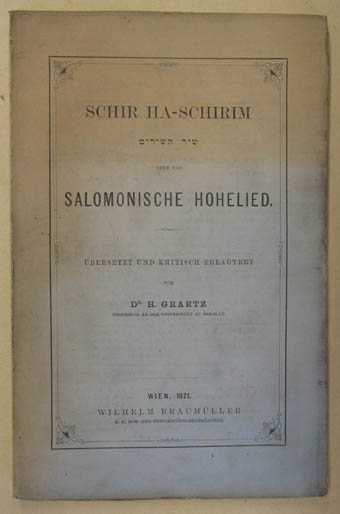 SCHIR HA-SCHIRIM
שיר השירים
ODER DAS
SALOMONISCHE HOHELIED.
ÜBERSETZT UND KRITISCH ERLÄUTERT
VON
DR. H. GRAETZ
PROFESSOR AN DER UNIVERSITÄT ZU BRESLAU.
WIEN, 1871.
WILHELM BRAUMÜLLER
K. K. HOF- UND UNIVERSITÄTSBUCHHÄNDLER.